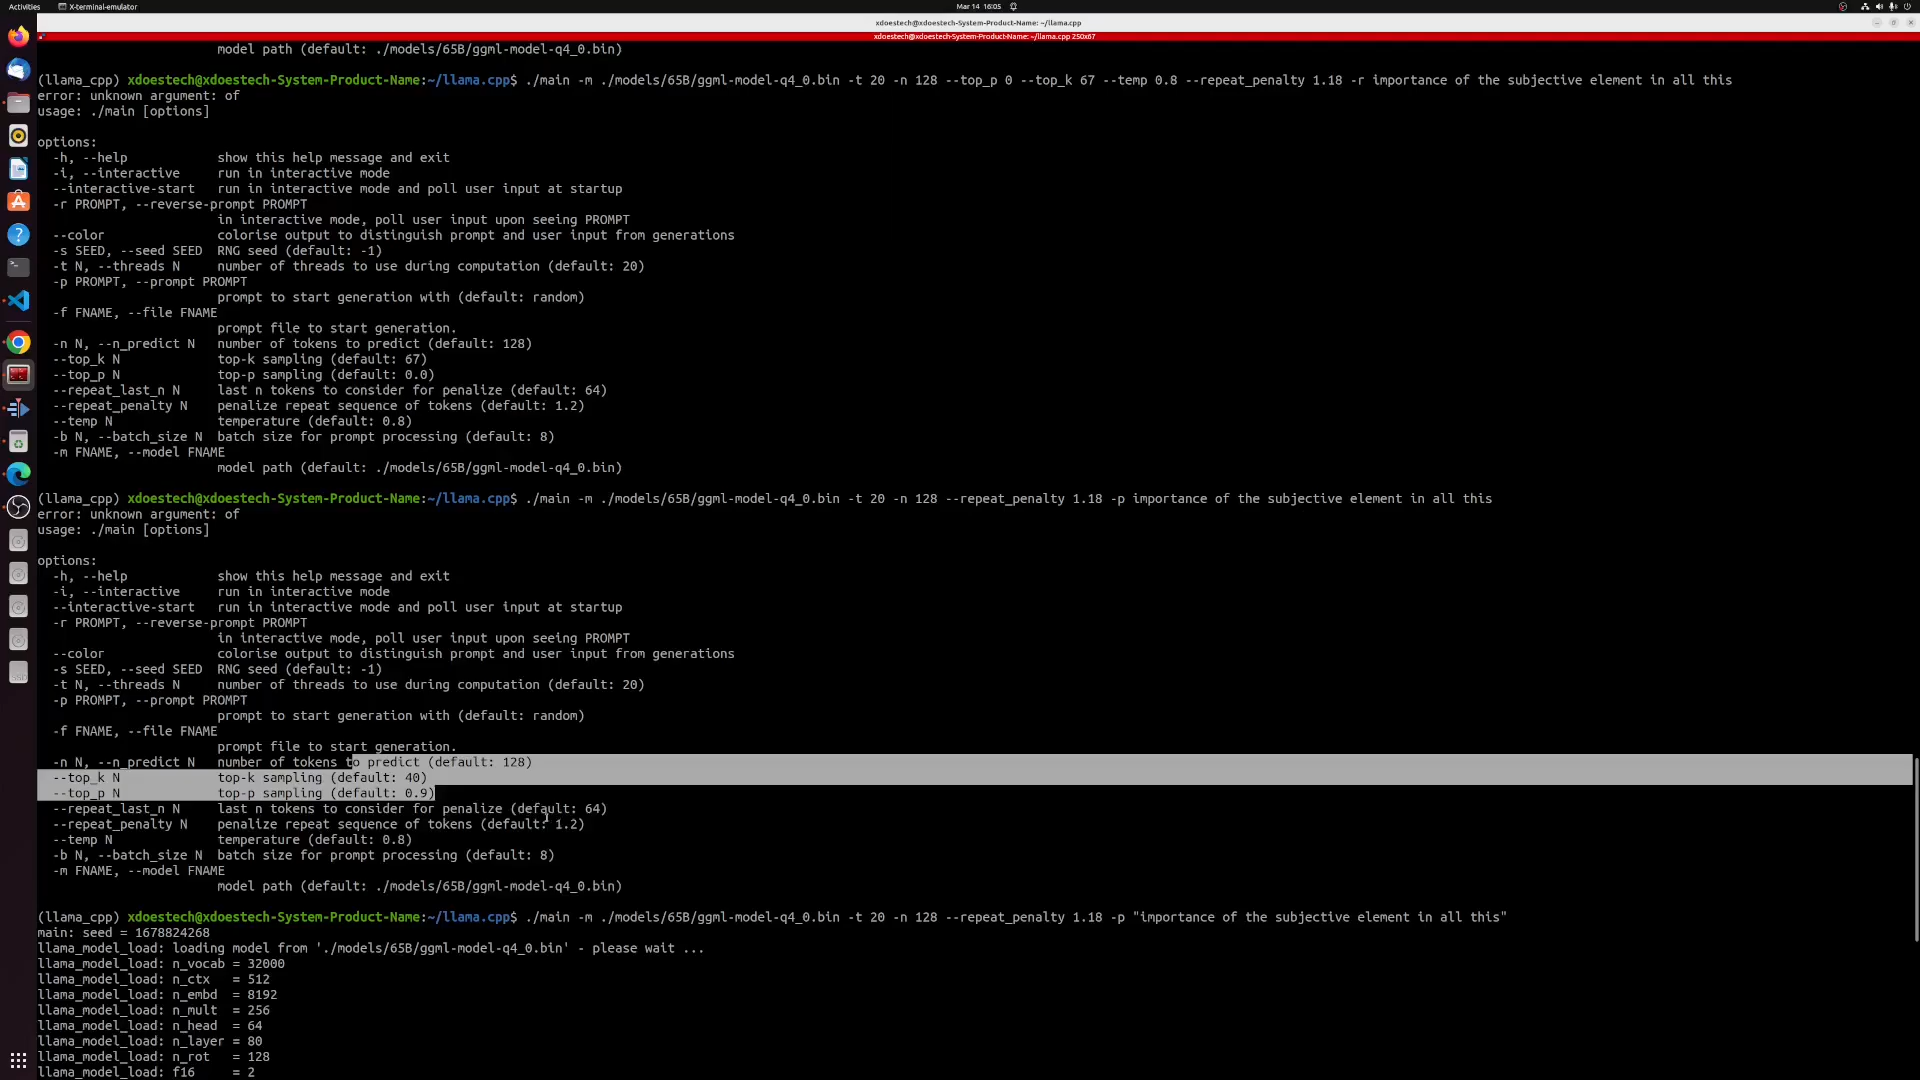 Activities X-terminal-emulator Mar 14 16:05
xdoestech@xdoestech-System-Product-Name: ~/llama.cpp
xdoestech@xdoestech-System-Product-Name: ~/llama.cpp 250x67
model path (default: ./models/65B/ggml-model-q4_0.bin)
(llama_cpp) xdoestech@xdoestech-System-Product-Name:~/llama.cpp$ ./main -m ./models/65B/ggml-model-q4_0.bin -t 20 -n 128 --top_p 0 --top_k 67 --temp 0.8 --repeat_penalty 1.18 -r importance of the subjective element in all this
error: unknown argument: of
usage: ./main [options]
options:
-h, --help show this help message and exit
-i, --interactive run in interactive mode
--interactive-start run in interactive mode and poll user input at startup
-r PROMPT, --reverse-prompt PROMPT
in interactive mode, poll user input upon seeing PROMPT
--color colorise output to distinguish prompt and user input from generations
-s SEED, --seed SEED RNG seed (default: -1)
-t N, --threads N number of threads to use during computation (default: 20)
-p PROMPT, --prompt PROMPT
prompt to start generation with (default: random)
-f FNAME, --file FNAME
prompt file to start generation.
-n N, --n_predict N number of tokens to predict (default: 128)
--top_k N top-k sampling (default: 67)
--top_p N top-p sampling (default: 0.0)
--repeat_last_n N last n tokens to consider for penalize (default: 64)
--repeat_penalty N penalize repeat sequence of tokens (default: 1.2)
--temp N temperature (default: 0.8)
-b N, --batch_size N batch size for prompt processing (default: 8)
-m FNAME, --model FNAME
model path (default: ./models/65B/ggml-model-q4_0.bin)
(llama_cpp) xdoestech@xdoestech-System-Product-Name:~/llama.cpp$ ./main -m ./models/65B/ggml-model-q4_0.bin -t 20 -n 128 --repeat_penalty 1.18 -p importance of the subjective element in all this
error: unknown argument: of
usage: ./main [options]
options:
-h, --help show this help message and exit
-i, --interactive run in interactive mode
--interactive-start run in interactive mode and poll user input at startup
-r PROMPT, --reverse-prompt PROMPT
in interactive mode, poll user input upon seeing PROMPT
--color colorise output to distinguish prompt and user input from generations
-s SEED, --seed SEED RNG seed (default: -1)
-t N, --threads N number of threads to use during computation (default: 20)
-p PROMPT, --prompt PROMPT
prompt to start generation with (default: random)
-f FNAME, --file FNAME
prompt file to start generation.
-n N, --n_predict N number of tokens to predict (default: 128)
--top_k N top-k sampling (default: 40)
--top_p N top-p sampling (default: 0.9)
--repeat_last_n N last n tokens to consider for penalize (default: 64)
--repeat_penalty N penalize repeat sequence of tokens (default: 1.2)
--temp N temperature (default: 0.8)
-b N, --batch_size N batch size for prompt processing (default: 8)
-m FNAME, --model FNAME
model path (default: ./models/65B/ggml-model-q4_0.bin)
(llama_cpp) xdoestech@xdoestech-System-Product-Name:~/llama.cpp$ ./main -m ./models/65B/ggml-model-q4_0.bin -t 20 -n 128 --repeat_penalty 1.18 -p "importance of the subjective element in all this"
main: seed = 1678824268
llama_model_load: loading model from './models/65B/ggml-model-q4_0.bin' - please wait ...
llama_model_load: n_vocab = 32000
llama_model_load: n_ctx = 512
llama_model_load: n_embd = 8192
llama_model_load: n_mult = 256
llama_model_load: n_head = 64
llama_model_load: n_layer = 80
llama_model_load: n_rot = 128
llama_model_load: f16 = 2